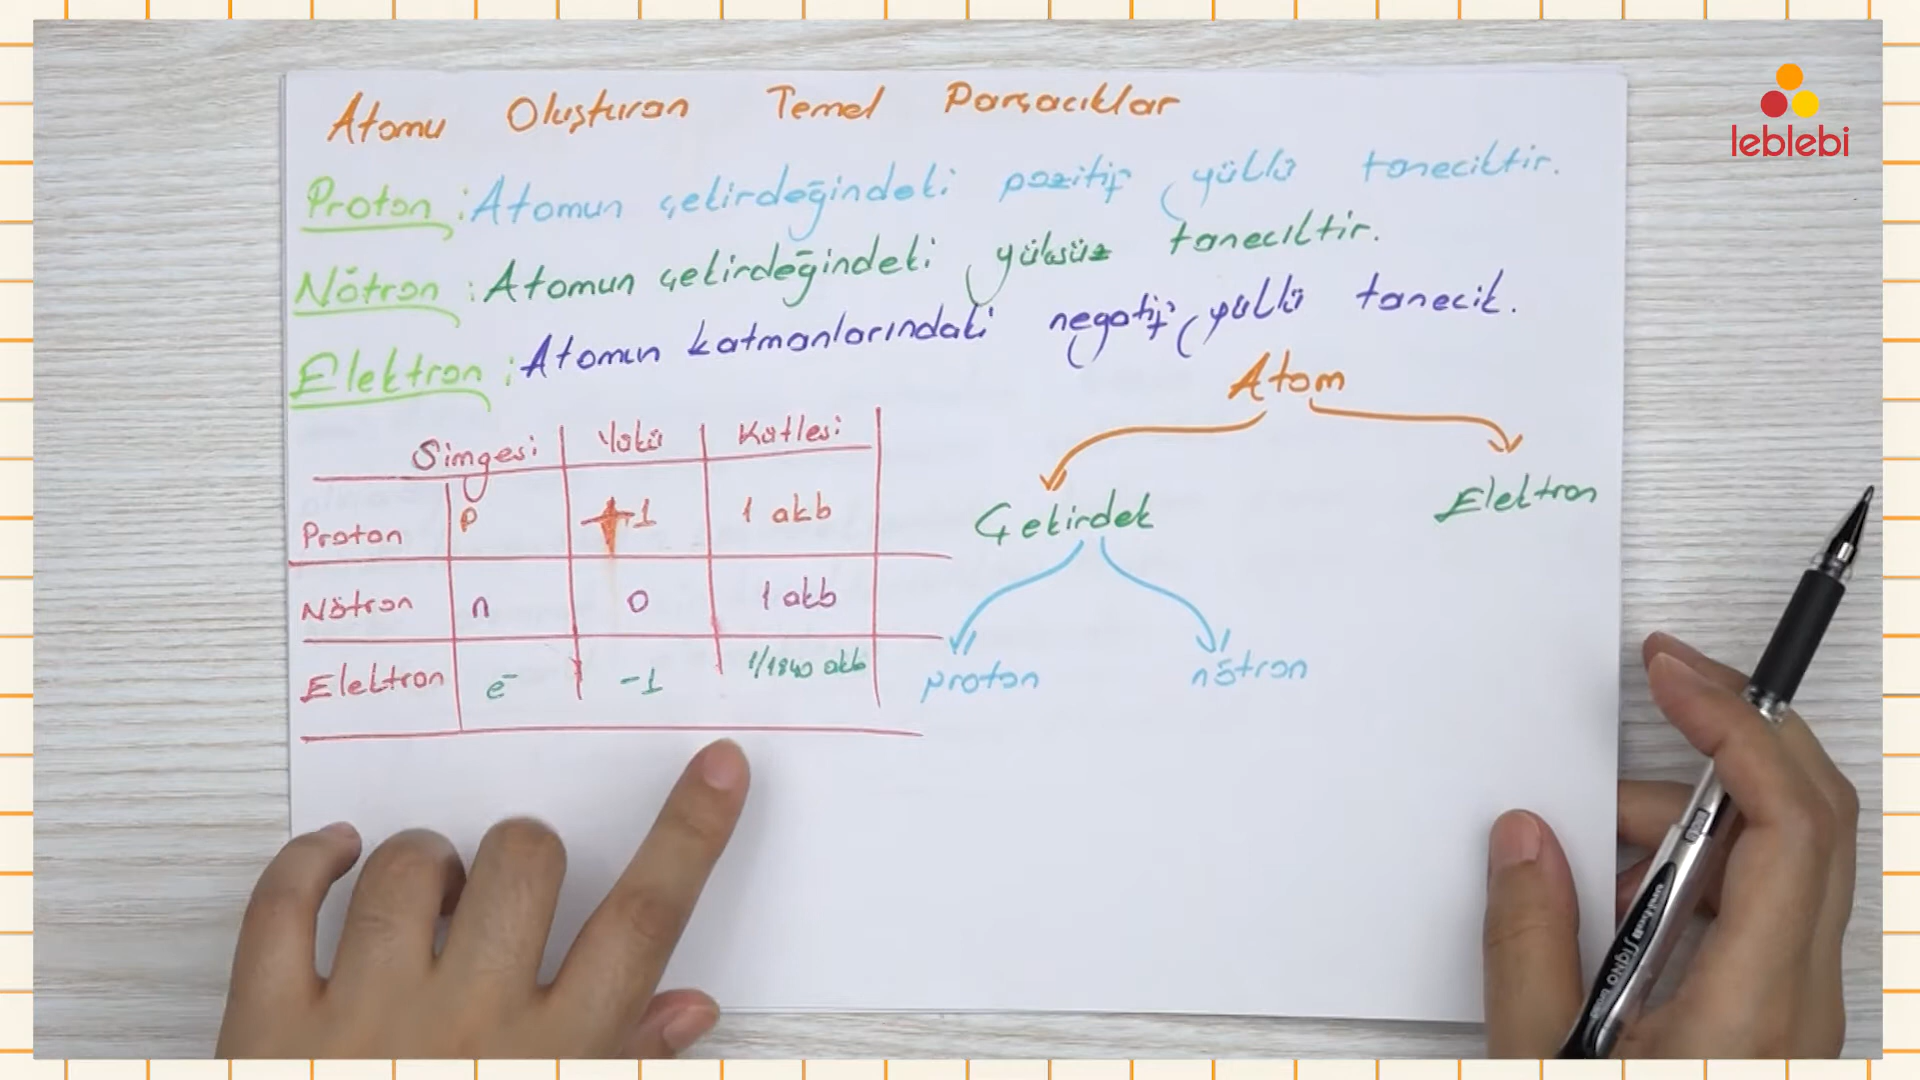 Atomu Oluşturan Temel Parçacıklar
leblebi
Proton : Atomun çekirdeğindeki pozitif yüklü taneciktir.
Nötron : Atomun çekirdeğindeki yüksüz taneciktir.
Elektron : Atomun katmanlarındaki negatif yüklü tanecik.
Simgesi Yükü Kütlesi
Proton p +1 1 akb
Nötron n 0 1 akb
Elektron e⁻ -1 1/1840 akb
Atom
Çekirdek Elektron
proton nötron